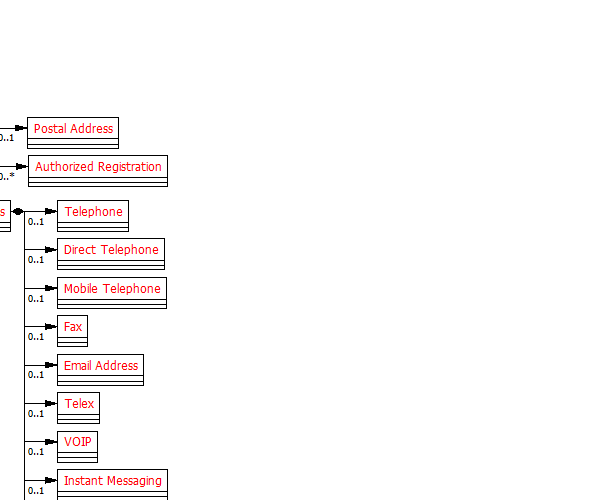 Postal Address
0..1
Authorized Registration
0..*
s
Telephone
0..1
Direct Telephone
0..1
Mobile Telephone
0..1
Fax
0..1
Email Address
0..1
Telex
0..1
VOIP
0..1
Instant Messaging
0..1